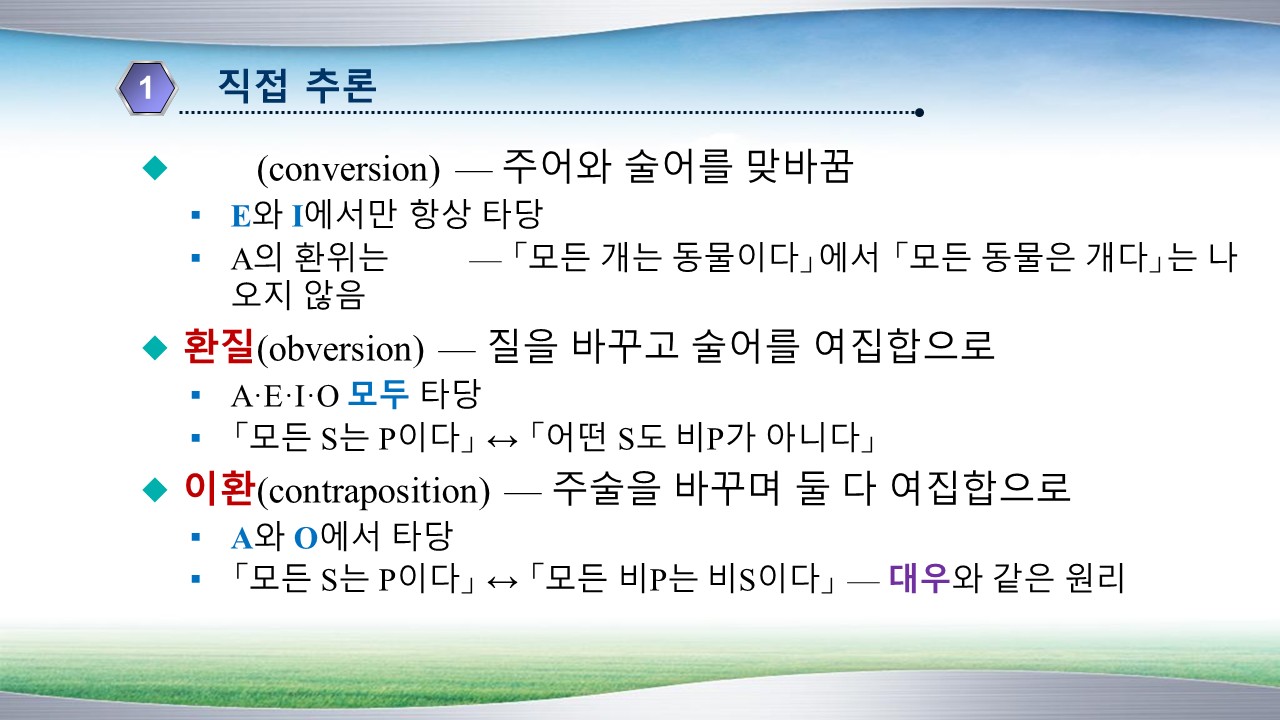 1
직접 추론
(conversion) — 주어와 술어를 맞바꿈
E와 I에서만 항상 타당
A의 환위는 — 「모든 개는 동물이다」에서 「모든 동물은 개다」는 나
오지 않음
환질(obversion) — 질을 바꾸고 술어를 여집합으로
A·E·I·O 모두 타당
「모든 S는 P이다」 ↔ 「어떤 S도 비P가 아니다」
이환(contraposition) — 주술을 바꾸며 둘 다 여집합으로
A와 O에서 타당
「모든 S는 P이다」 ↔ 「모든 비P는 비S이다」 — 대우와 같은 원리